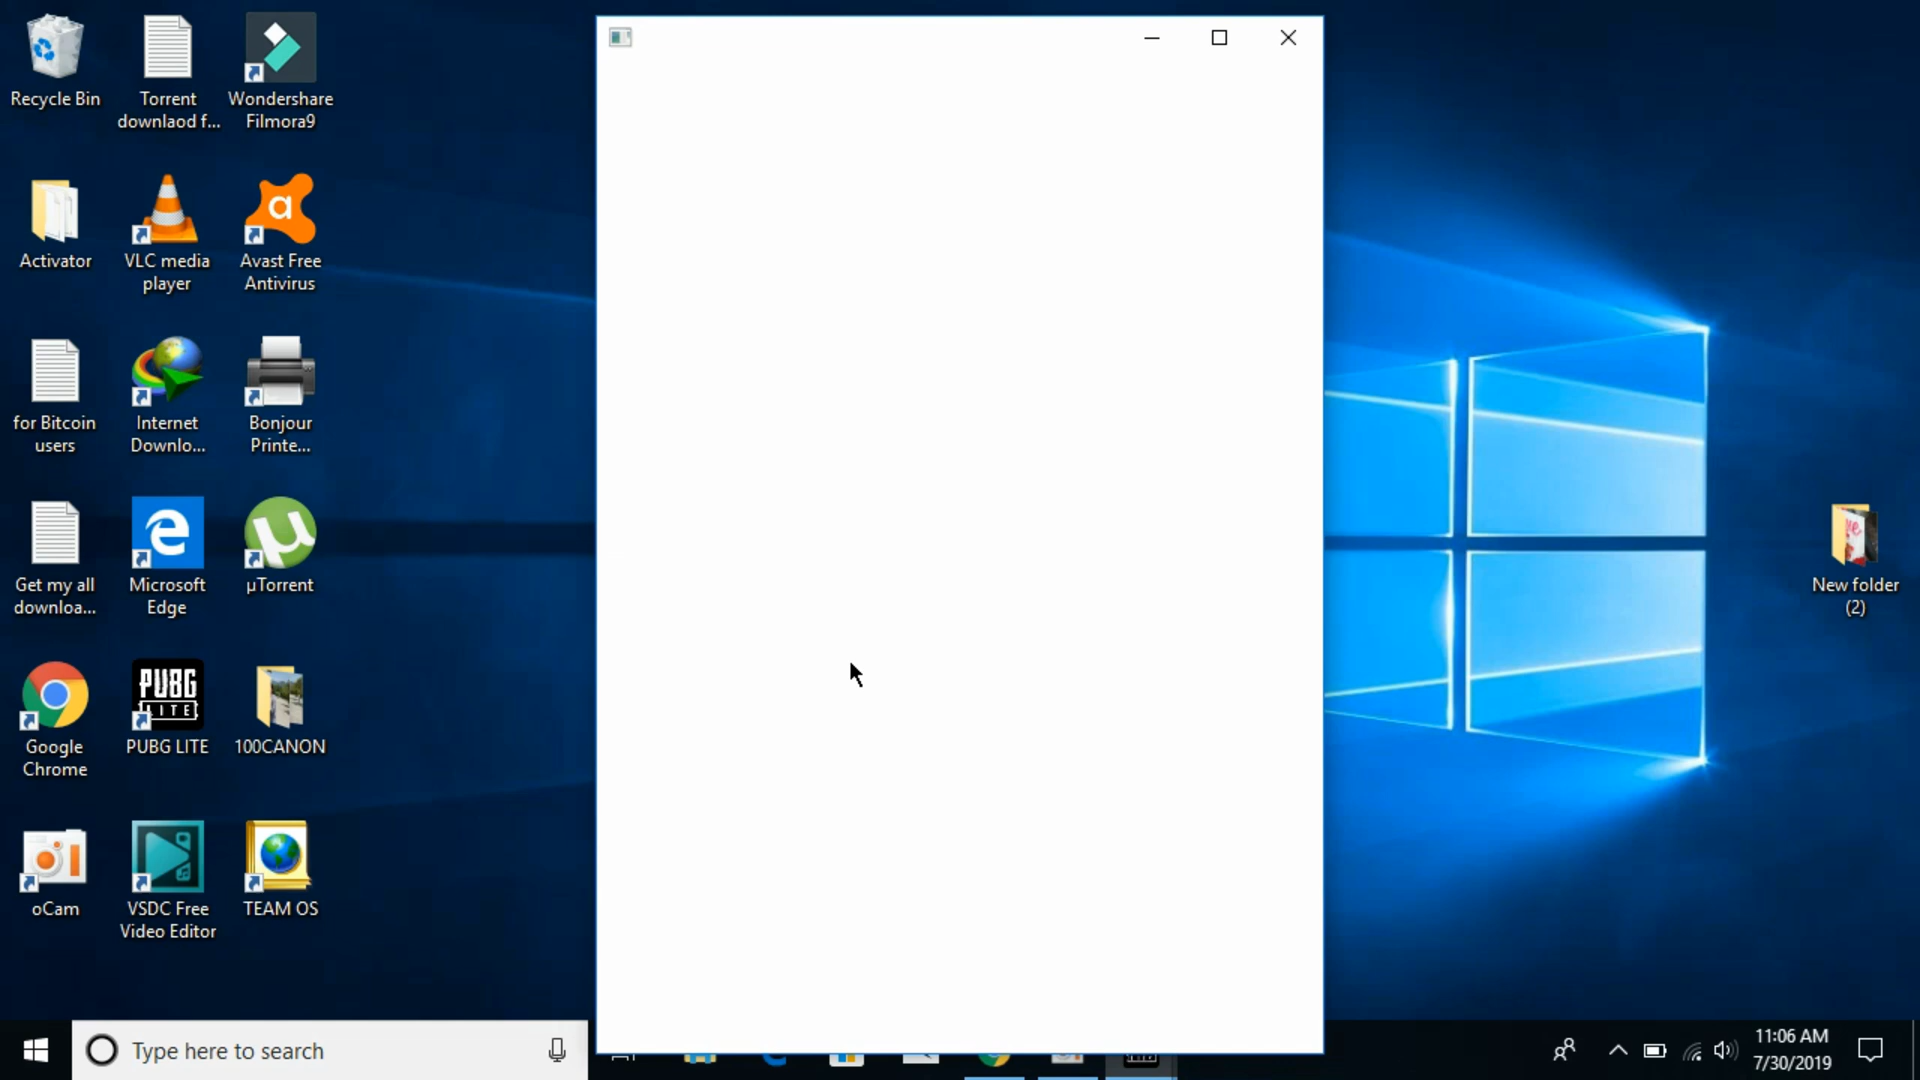 Recycle Bin
Torrent
downlaod f...
Wondershare
Filmora9
Activator
VLC media
player
a
Avast Free
Antivirus
for Bitcoin
users
Internet
Downlo...
Bonjour
Printe...
Get my all
downloa...
e
Microsoft
Edge
µ
µTorrent
Google
Chrome
PUBG
LITE
PUBG LITE
100CANON
oCam
VSDC Free
Video Editor
TEAM OS
New folder
(2)
Type here to search
11:06 AM
7/30/2019